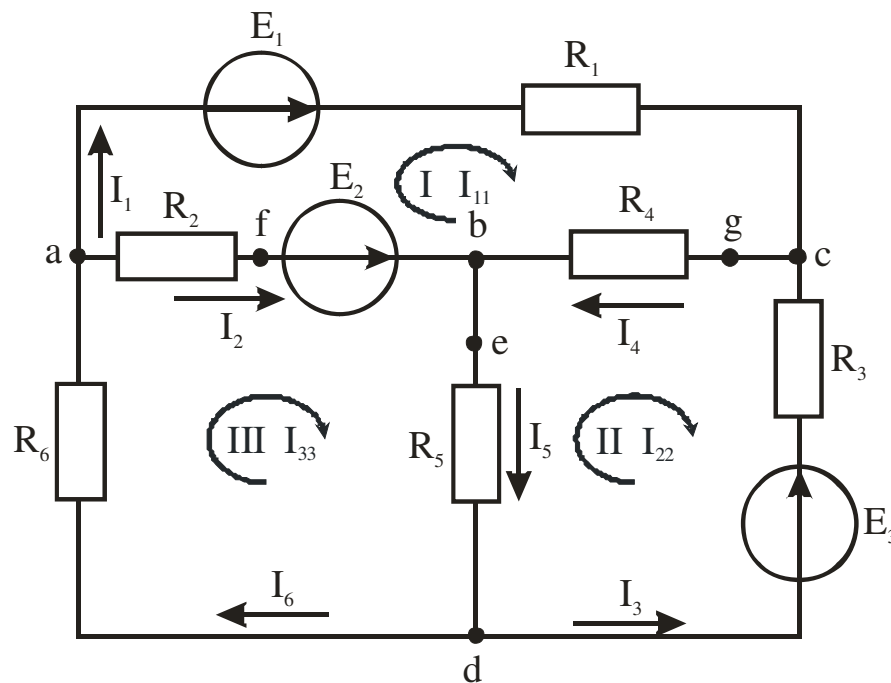 E₁
R₁
I₁
R₂
f
E₂
I I₁₁
b
R₄
g
a
c
I₂
I₄
e
R₃
R₆
III I₃₃
R₅
I₅
II I₂₂
E₃
I₆
I₃
d